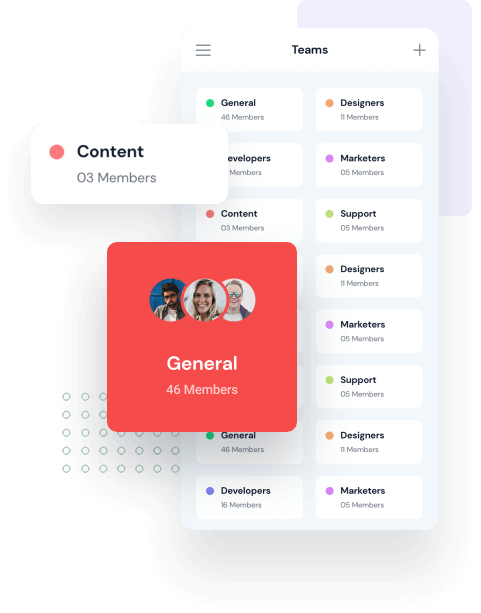 Teams
General
46 Members
Designers
11 Members
Content
03 Members
evelopers
Members
Marketers
05 Members
Content
03 Members
Support
05 Members
Designers
11 Members
General
46 Members
Marketers
05 Members
Support
05 Members
General
46 Members
Designers
11 Members
Developers
16 Members
Marketers
05 Members